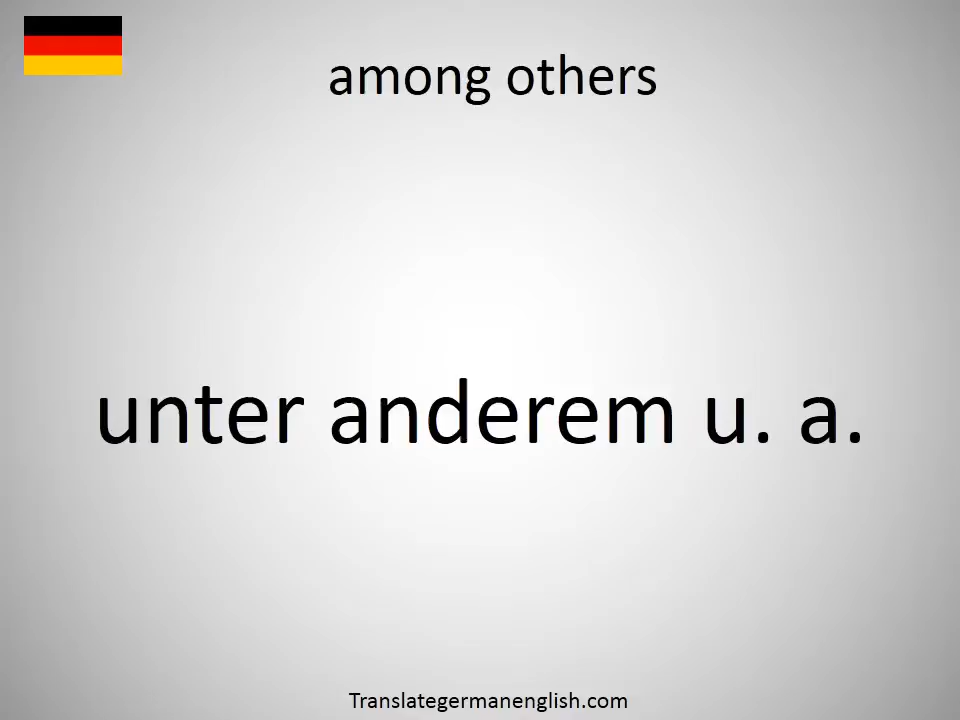 among others
unter anderem u. a.
Translategermanenglish.com